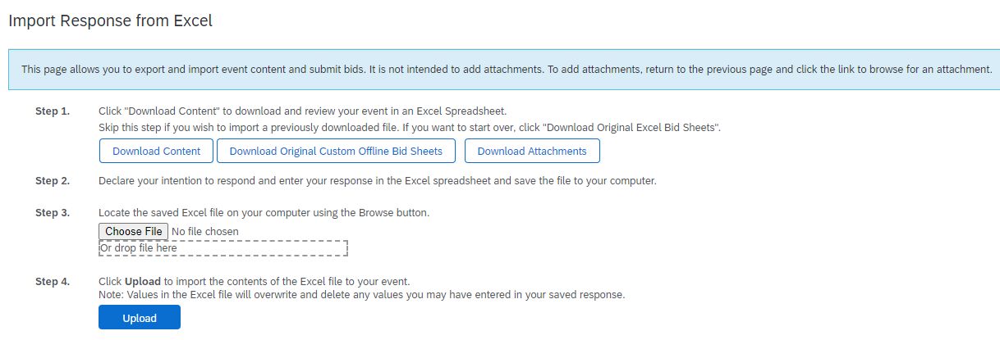 Import Response from Excel
This page allows you to export and import event content and submit bids. It is not intended to add attachments. To add attachments, return to the previous page and click the link to browse for an attachment.
Step 1. Click "Download Content" to download and review your event in an Excel Spreadsheet.
Skip this step if you wish to import a previously downloaded file. If you want to start over, click "Download Original Excel Bid Sheets".
Download Content Download Original Custom Offline Bid Sheets Download Attachments
Step 2. Declare your intention to respond and enter your response in the Excel spreadsheet and save the file to your computer.
Step 3. Locate the saved Excel file on your computer using the Browse button.
Choose File No file chosen
Or drop file here
Step 4. Click Upload to import the contents of the Excel file to your event.
Note: Values in the Excel file will overwrite and delete any values you may have entered in your saved response.
Upload